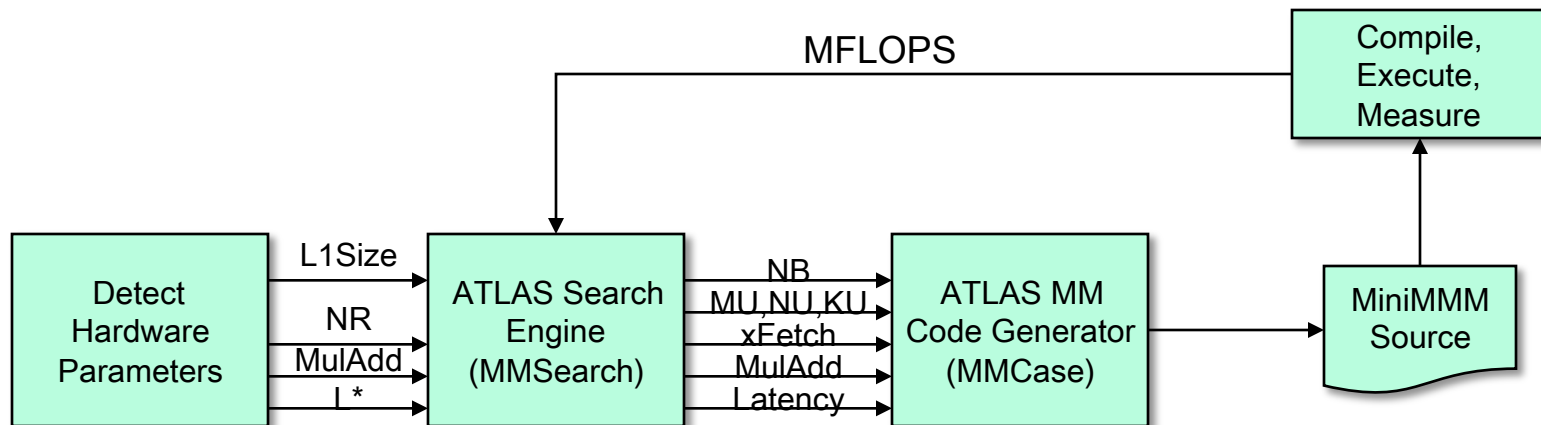 MFLOPS
Compile,
Execute,
Measure
Detect
Hardware
Parameters
L1Size
NR
MulAdd
L*
ATLAS Search
Engine
(MMSearch)
NB
MU,NU,KU
xFetch
MulAdd
Latency
ATLAS MM
Code Generator
(MMCase)
MiniMMM
Source